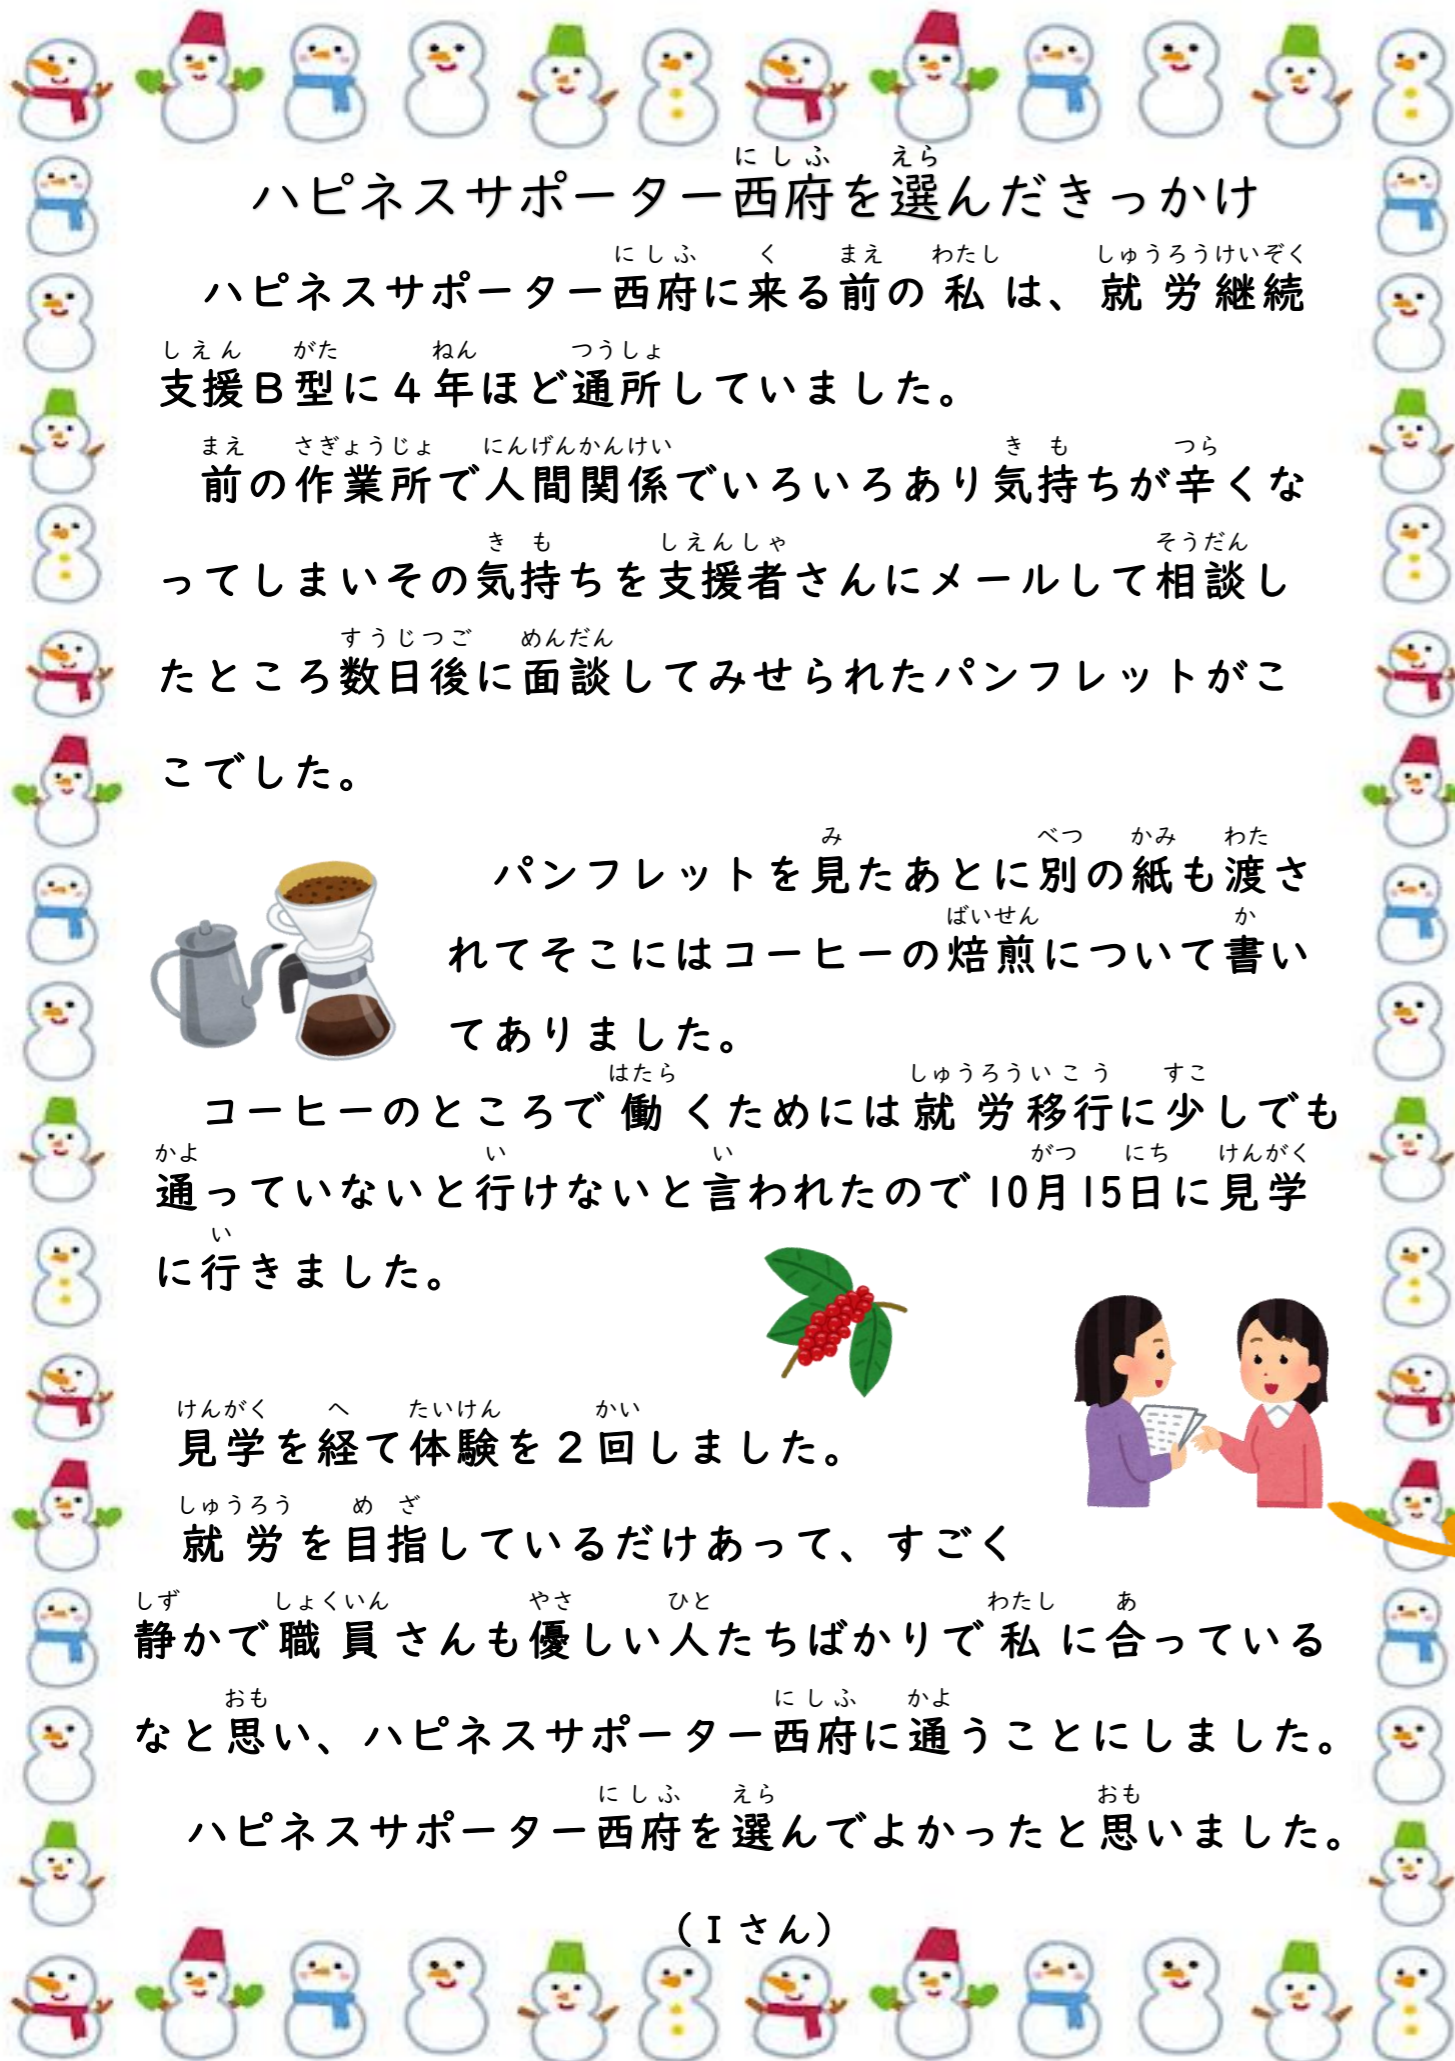 ハピネスサポーター西府を選んだきっかけ
ハピネスサポーター西府に来る前の私は、就労継続
支援B型に4年ほど通所していました。
前の作業所で人間関係でいろいろあり気持ちが辛くな
ってしまいその気持ちを支援者さんにメールして相談し
たところ数日後に面談してみせられたパンフレットがこ
こでした。
パンフレットを見たあとに別の紙も渡さ
れてそこにはコーヒーの焙煎について書い
てありました。
コーヒーのところで働くためには就労移行に少しでも
通っていないと行けないと言われたので10月15日に見学
に行きました。
見学を経て体験を2回しました。
就労を目指しているだけあって、すごく
静かで職員さんも優しい人たちばかりで私に合っている
なと思い、ハピネスサポーター西府に通うことにしました。
ハピネスサポーター西府を選んでよかったと思いました。
(Iさん)